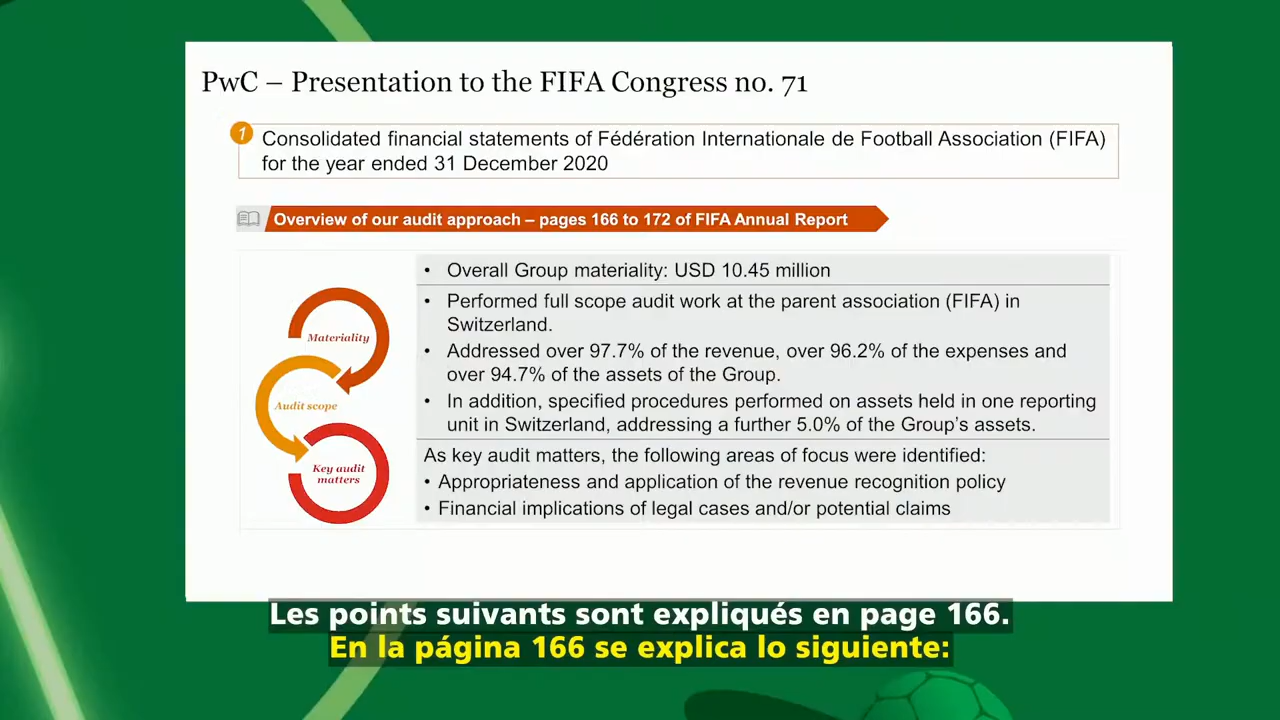 PwC – Presentation to the FIFA Congress no. 71
1
Consolidated financial statements of Fédération Internationale de Football Association (FIFA)
for the year ended 31 December 2020
Overview of our audit approach – pages 166 to 172 of FIFA Annual Report
Materiality
Audit scope
Key audit
matters
• Overall Group materiality: USD 10.45 million
• Performed full scope audit work at the parent association (FIFA) in
Switzerland.
• Addressed over 97.7% of the revenue, over 96.2% of the expenses and
over 94.7% of the assets of the Group.
• In addition, specified procedures performed on assets held in one reporting
unit in Switzerland, addressing a further 5.0% of the Group's assets.
As key audit matters, the following areas of focus were identified:
• Appropriateness and application of the revenue recognition policy
• Financial implications of legal cases and/or potential claims
Les points suivants sont expliqués en page 166.
En la página 166 se explica lo siguiente: